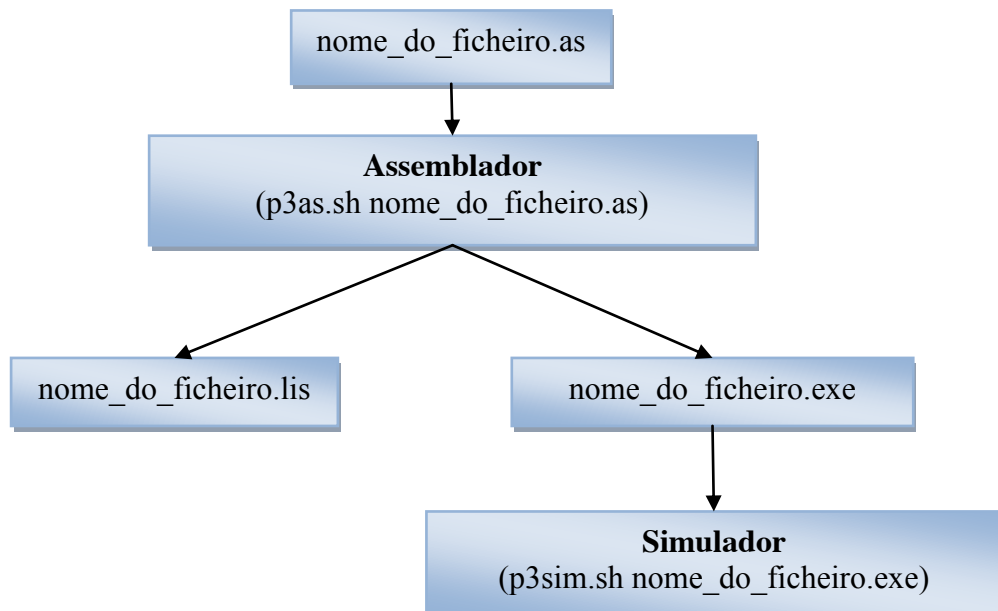 nome_do_ficheiro.as
Assemblador
(p3as.sh nome_do_ficheiro.as)
nome_do_ficheiro.lis
nome_do_ficheiro.exe
Simulador
(p3sim.sh nome_do_ficheiro.exe)